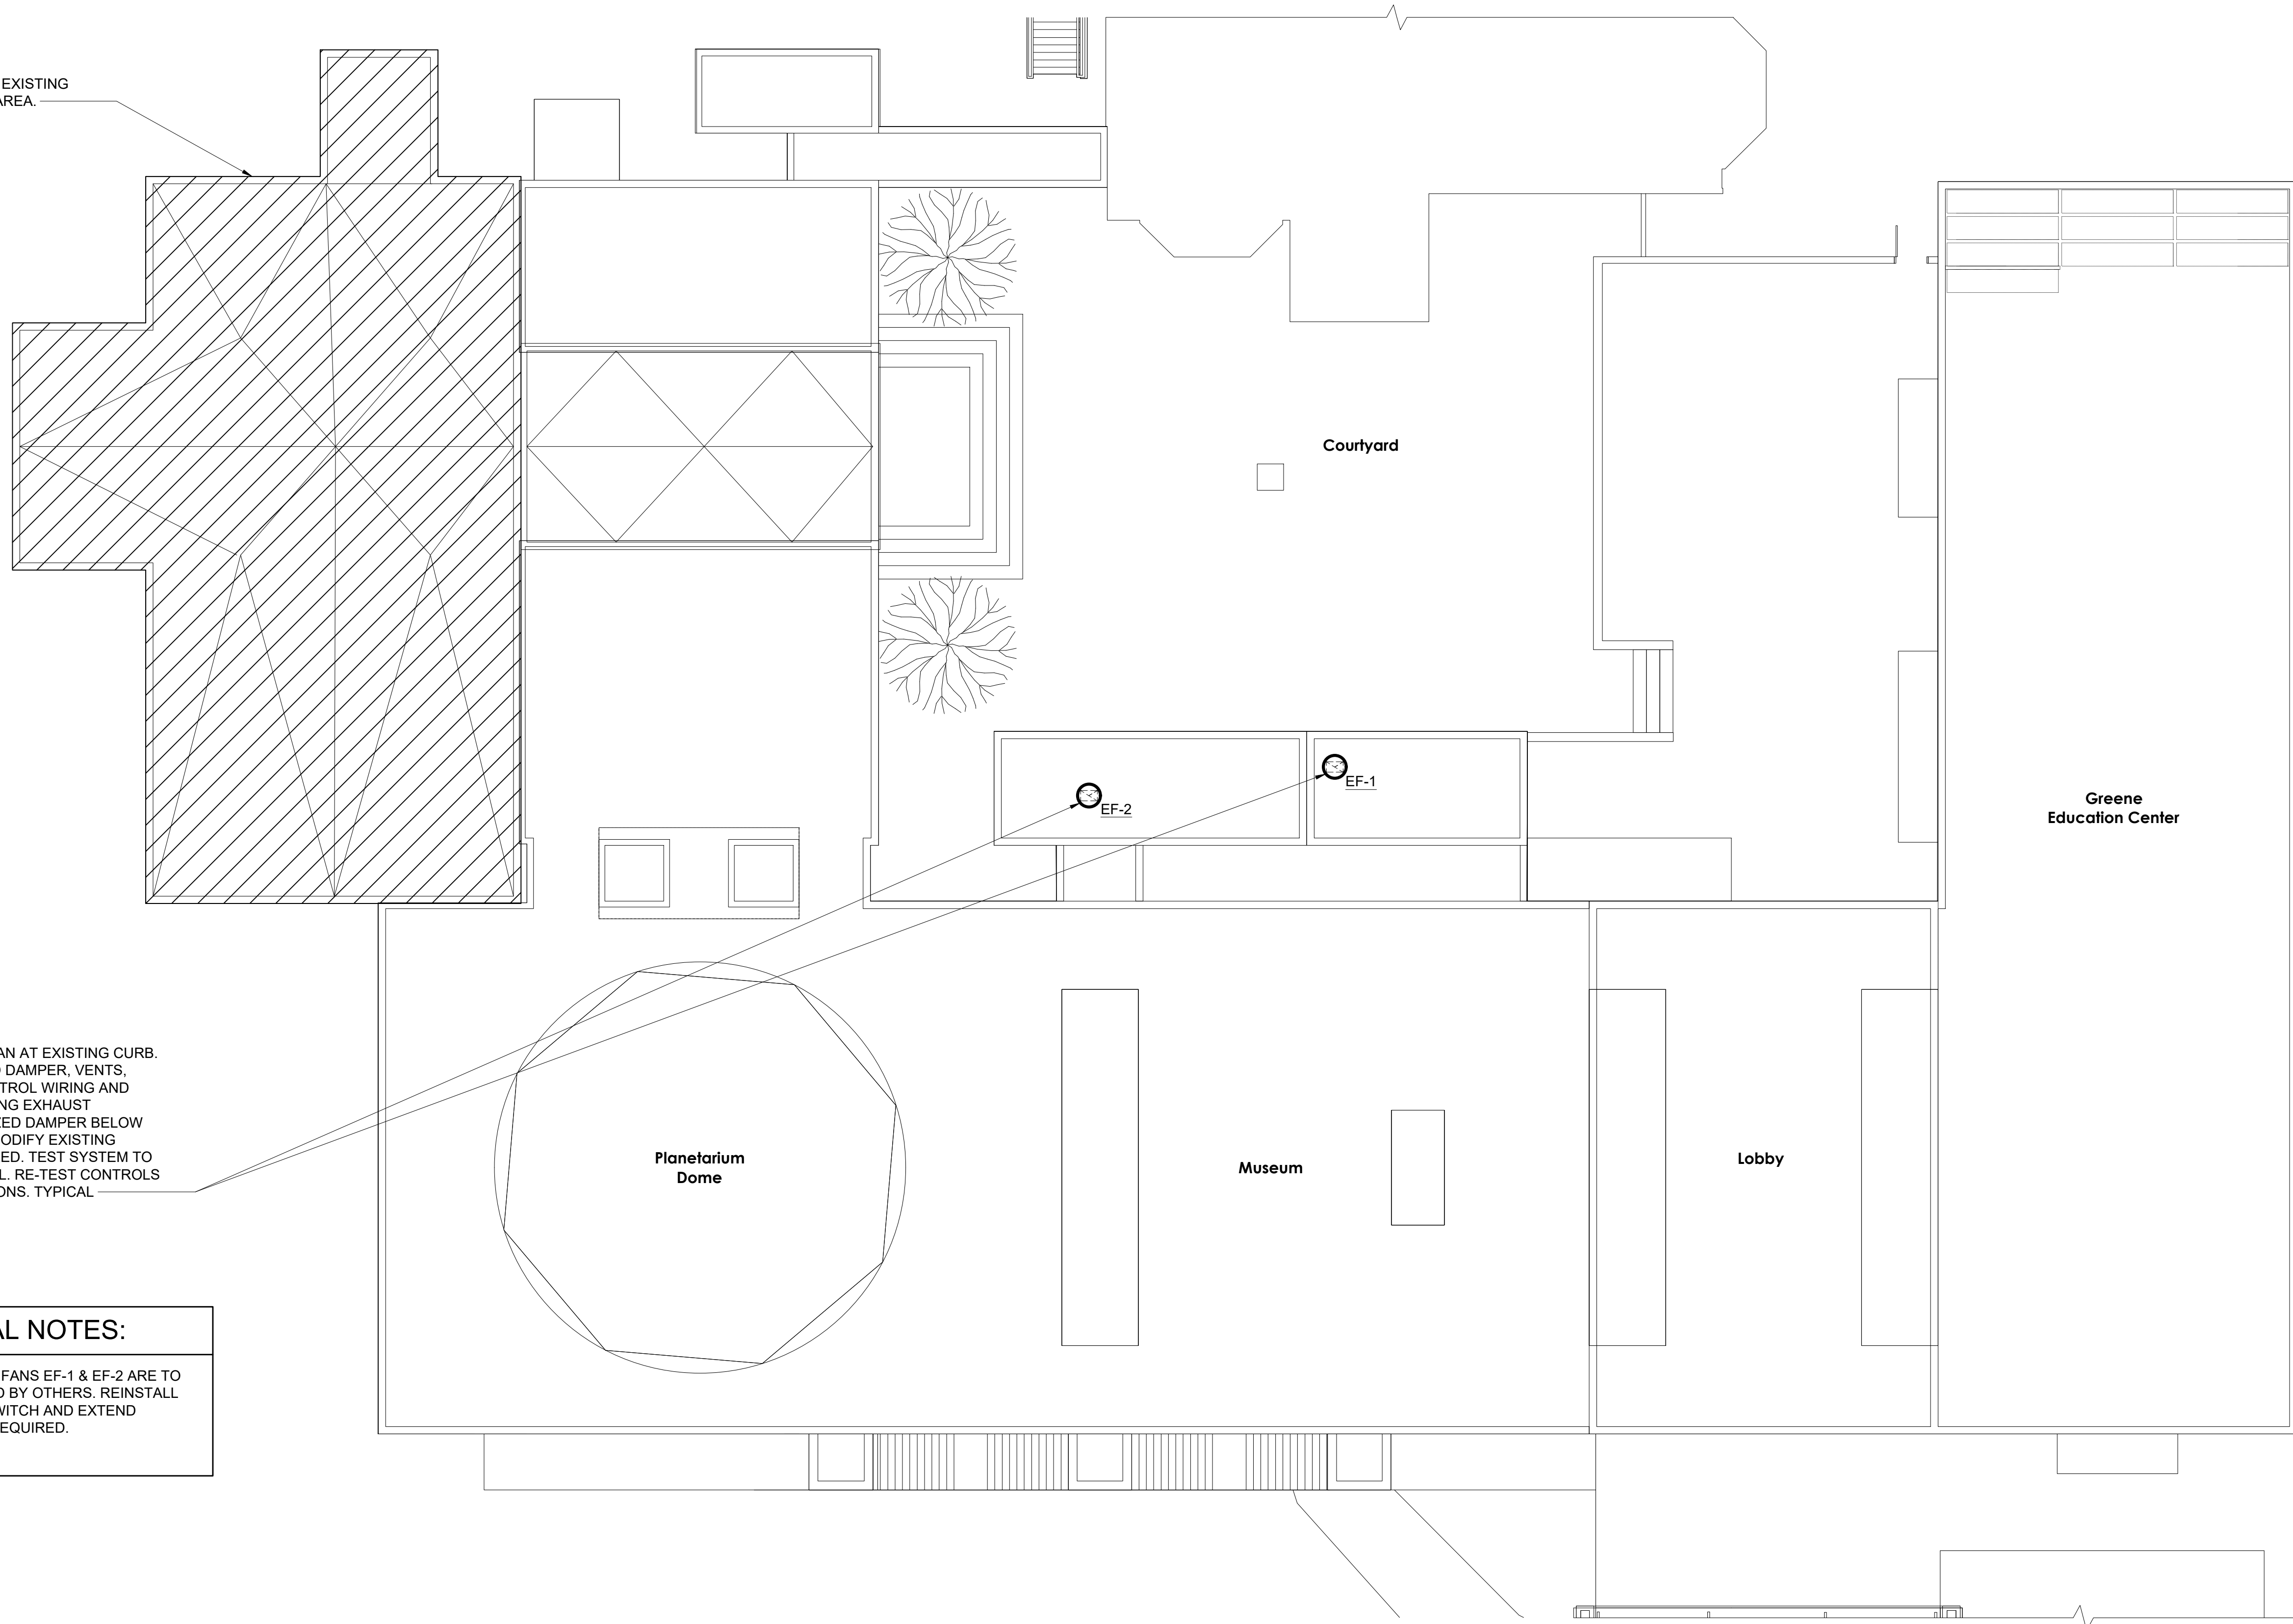 EXISTING
AREA.
Courtyard
EF-1
EF-2
Greene
Education Center
AN AT EXISTING CURB.
DAMPER, VENTS,
TROL WIRING AND
NG EXHAUST
ZED DAMPER BELOW
ODIFY EXISTING
ED. TEST SYSTEM TO
L. RE-TEST CONTROLS
ONS. TYPICAL
Planetarium
Dome
Museum
Lobby
AL NOTES:
FANS EF-1 & EF-2 ARE TO
D BY OTHERS. REINSTALL
WITCH AND EXTEND
EQUIRED.